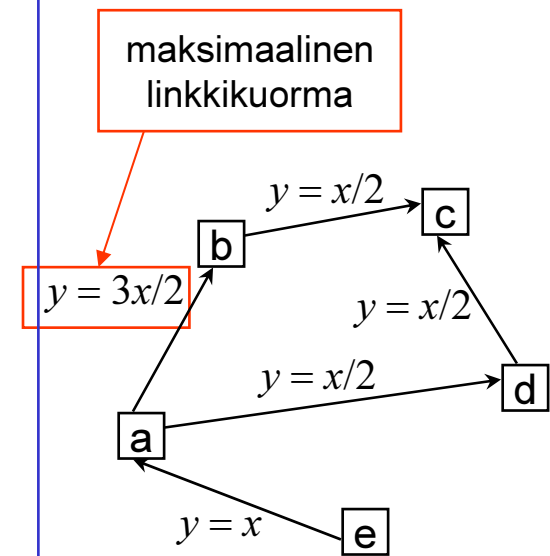 maksimaalinen
linkkikuorma
y = x/2
c
b
y = 3x/2
y = x/2
y = x/2
d
a
y = x
e